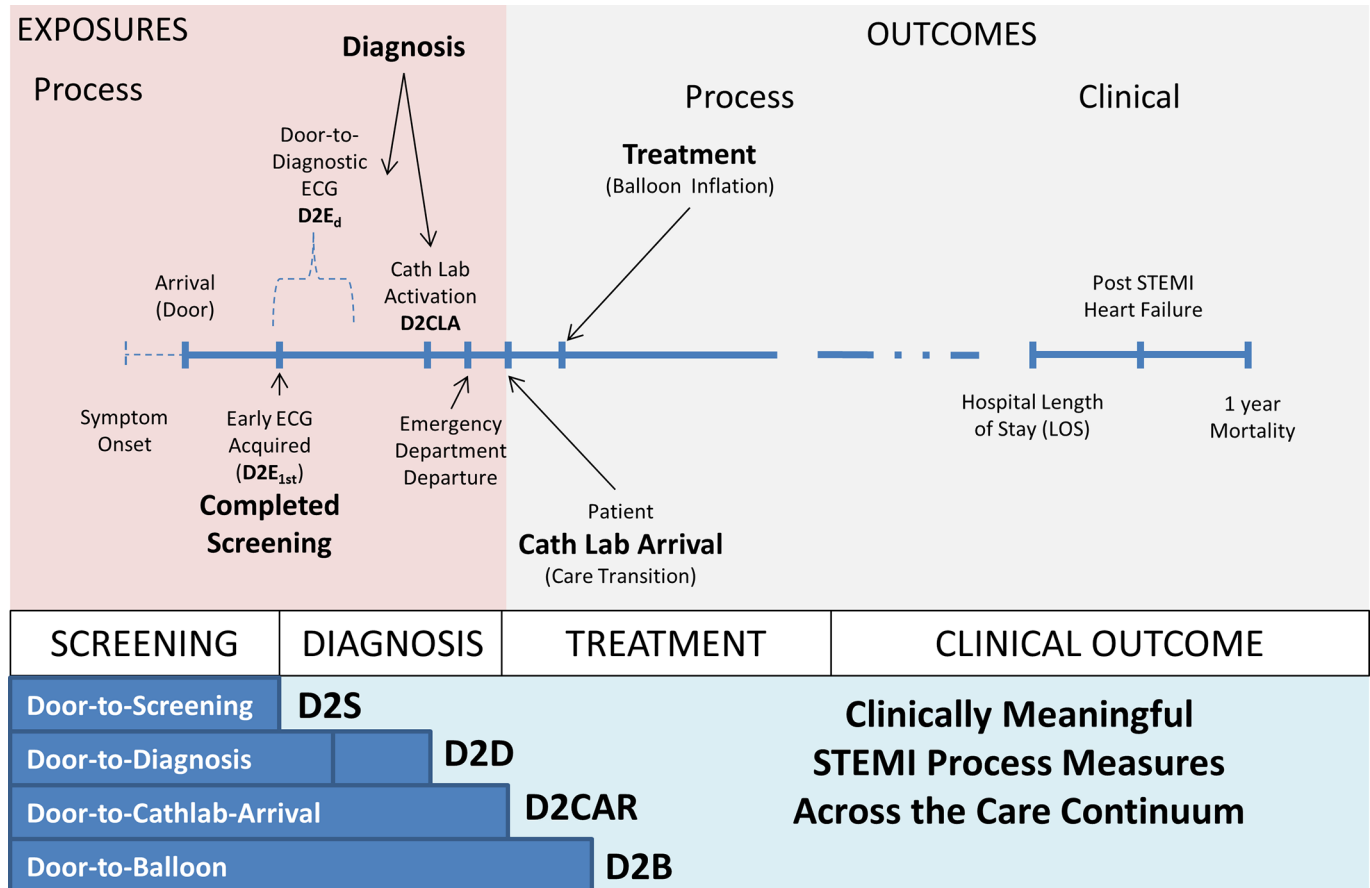 EXPOSURES
Process
Diagnosis
OUTCOMES
Process
Clinical
Door-to-
Diagnostic
ECG
D2Ed
Treatment
(Balloon Inflation)
Arrival
(Door)
Cath Lab
Activation
D2CLA
Post STEMI
Heart Failure
Symptom
Onset
Early ECG
Acquired
(D2E1st)
Completed
Screening
Emergency
Department
Departure
Patient
Cath Lab Arrival
(Care Transition)
Hospital Length
of Stay (LOS)
1 year
Mortality
SCREENING
DIAGNOSIS
TREATMENT
CLINICAL OUTCOME
Door-to-Screening
D2S
Door-to-Diagnosis
D2D
Door-to-Cathlab-Arrival
D2CAR
Door-to-Balloon
D2B
Clinically Meaningful
STEMI Process Measures
Across the Care Continuum